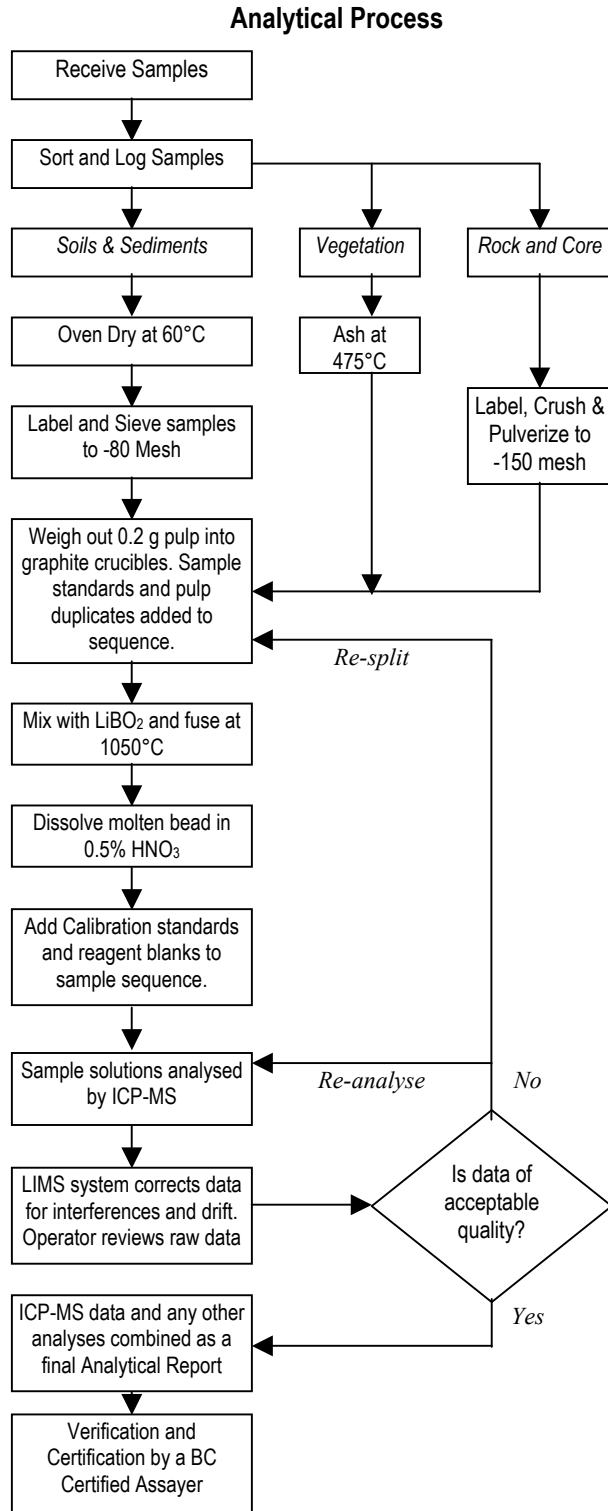 Analytical Process
Receive Samples
Sort and Log Samples
Soils & Sediments
Vegetation
Rock and Core
Oven Dry at 60°C
Ash at
475°C
Label and Sieve samples
to -80 Mesh
Label, Crush &
Pulverize to
-150 mesh
Weigh out 0.2 g pulp into
graphite crucibles. Sample
standards and pulp
duplicates added to
sequence.
Re-split
Mix with LiBO₂ and fuse at
1050°C
Dissolve molten bead in
0.5% HNO₃
Add Calibration standards
and reagent blanks to
sample sequence.
Sample solutions analysed
by ICP-MS
Re-analyse
No
LIMS system corrects data
for interferences and drift.
Operator reviews raw data
Is data of
acceptable
quality?
Yes
ICP-MS data and any other
analyses combined as a
final Analytical Report
Verification and
Certification by a BC
Certified Assayer